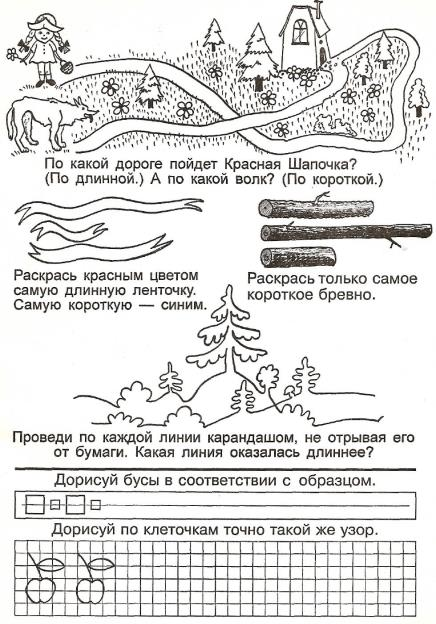 По какой дороге пойдет Красная Шапочка?
(По длинной.) А по какой волк? (По короткой.)
Раскрась красным цветом
самую длинную ленточку.
Самую короткую — синим.
Раскрась только самое
короткое бревно.
Проведи по каждой линии карандашом, не отрывая его
от бумаги. Какая линия оказалась длиннее?
Дорисуй бусы в соответствии с образцом.
Дорисуй по клеточкам точно такой же узор.